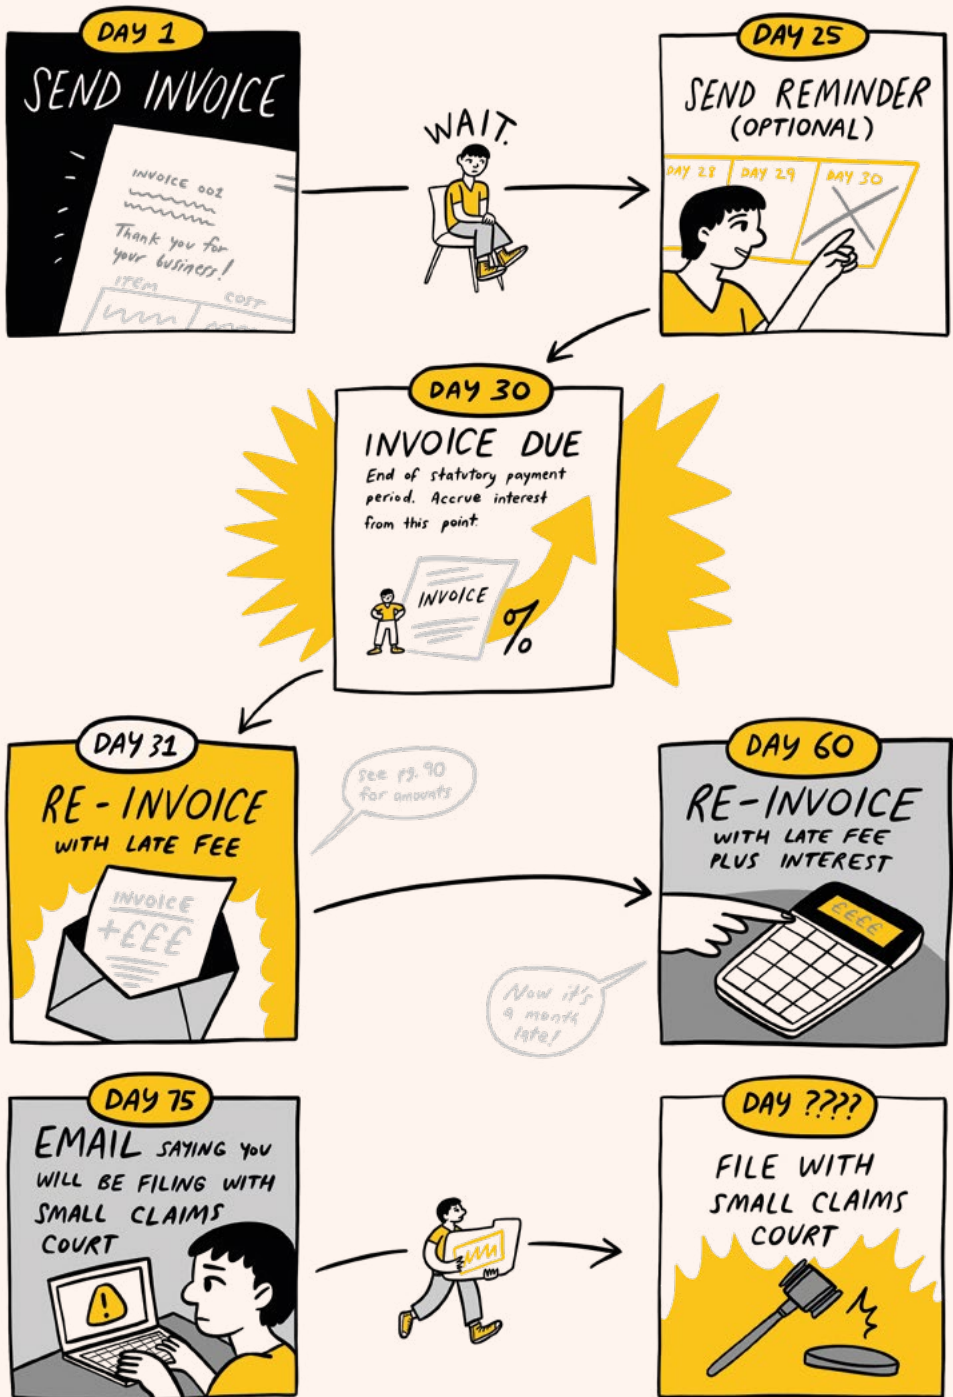 DAY 1
SEND INVOICE
INVOICE 001
Thank you for
your business!
ITEM COST
WAIT.
DAY 25
SEND REMINDER
(OPTIONAL)
DAY 28 DAY 29 DAY 30
DAY 30
INVOICE DUE
End of statutory payment
period. Accrue interest
from this point.
INVOICE
%
DAY 31
RE-INVOICE
WITH LATE FEE
INVOICE
+£££
See pg. 90
for amounts
DAY 60
RE-INVOICE
WITH LATE FEE
PLUS INTEREST
££££
Now it's
a month
late!
DAY 75
EMAIL SAYING YOU
WILL BE FILING WITH
SMALL CLAIMS
COURT
!
DAY ????
FILE WITH
SMALL CLAIMS
COURT